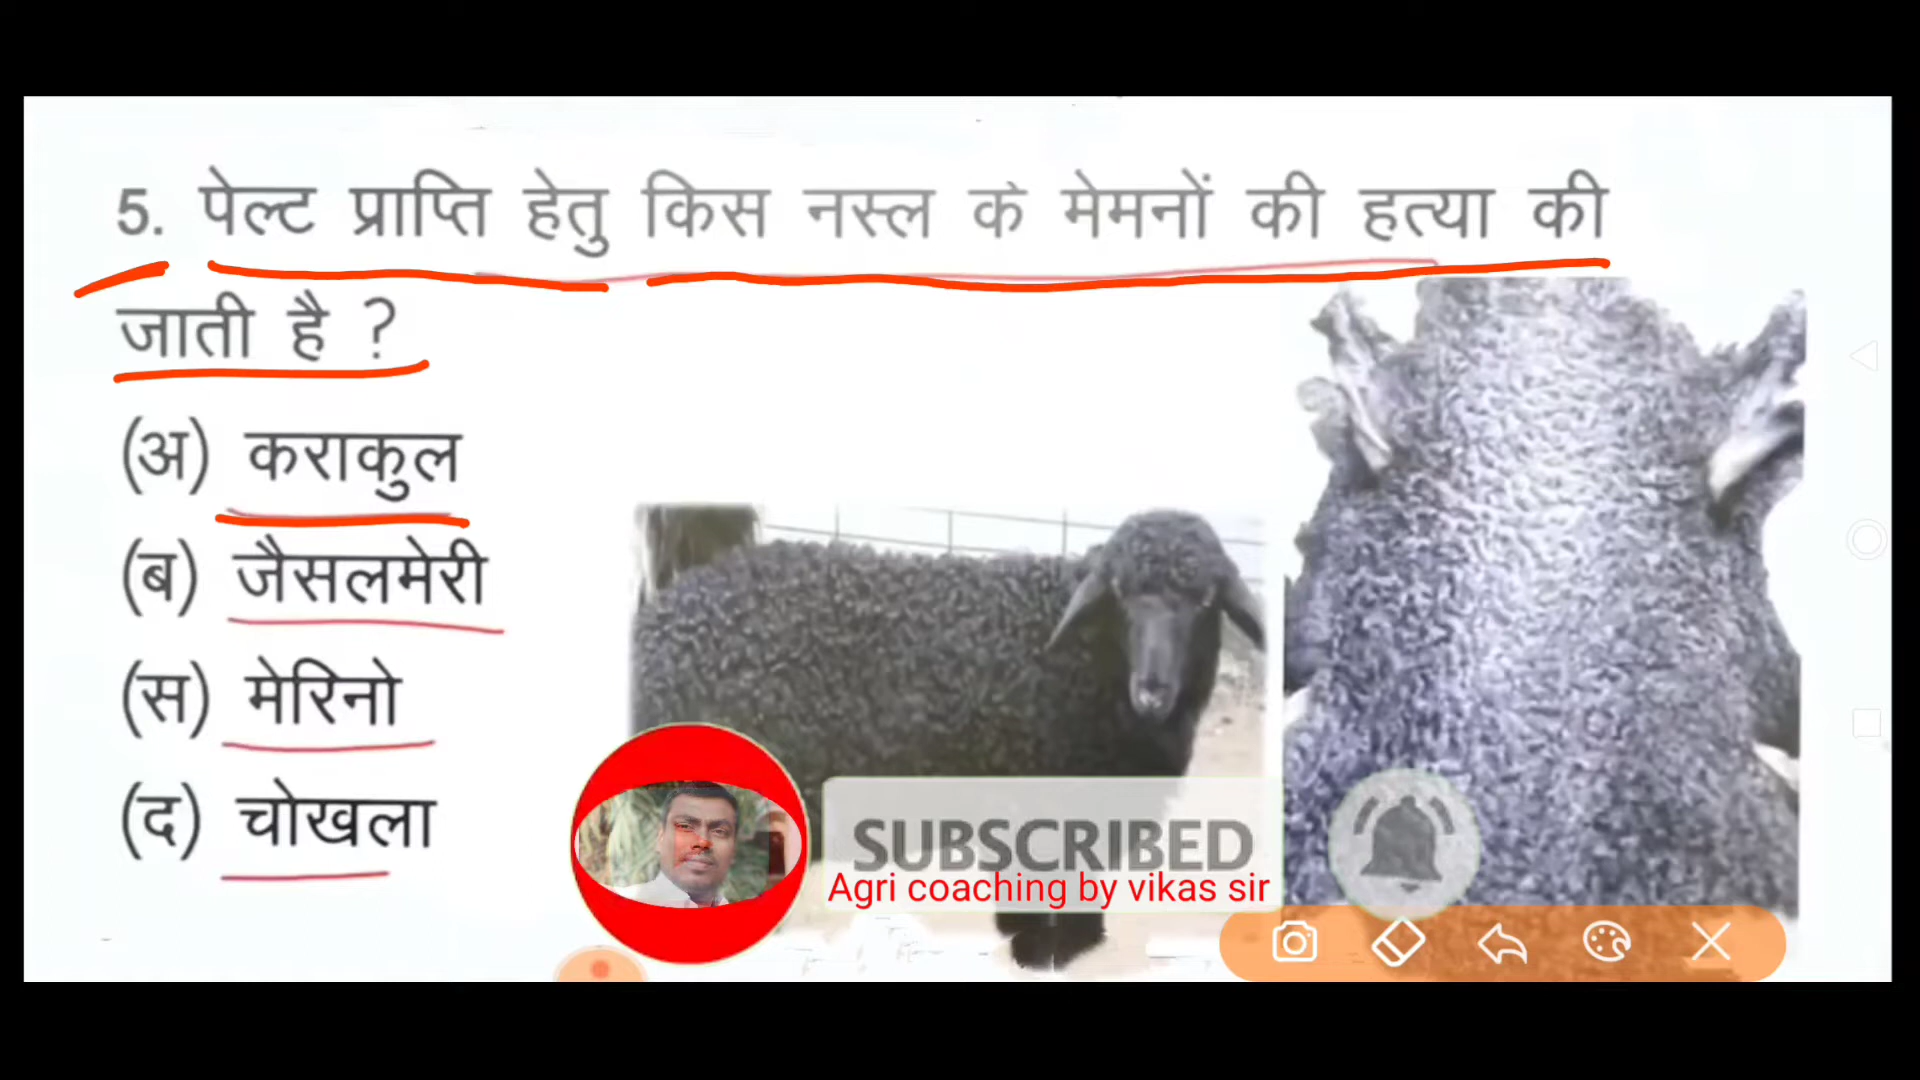 5. पेल्ट प्राप्ति हेतु किस नस्ल के मेमनों की हत्या की
जाती है ?
(अ) कराकुल
(ब) जैसलमेरी
(स) मेरिनो
(द) चोखला
SUBSCRIBED
Agri coaching by vikas sir